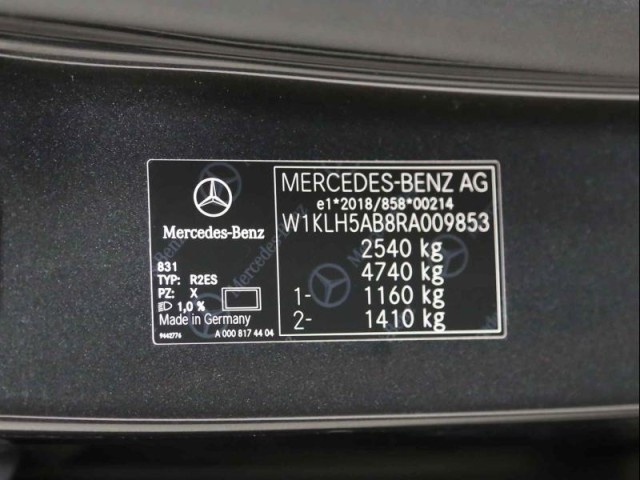 Mercedes-Benz
831
TYP: R2ES
PZ: X
1,0 %
Made in Germany
9442776
A 000 817 44 04
MERCEDES-BENZ AG
e1*2018/858*00214
W1KLH5AB8RA009853
2540 kg
4740 kg
1- 1160 kg
2- 1410 kg